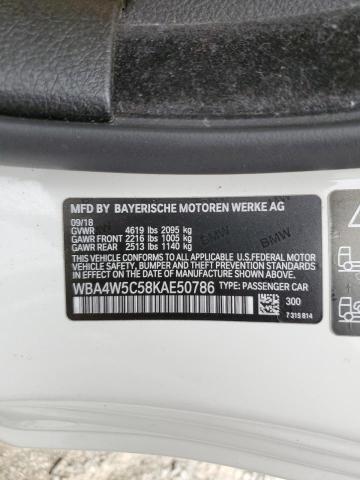 MFD BY BAYERISCHE MOTOREN WERKE AG
09/18
GVWR 4619 lbs 2095 kg
GAWR FRONT 2216 lbs 1005 kg
GAWR REAR 2513 lbs 1140 kg
THIS VEHICLE CONFORMS TO ALL APPLICABLE U.S.FEDERAL MOTOR
VEHICLE SAFETY, BUMPER AND THEFT PREVENTION STANDARDS IN EFFECT
ON THE DATE OF MANUFACTURE SHOWN ABOVE.
WBA4W5C58KAE50786 TYPE: PASSENGER CAR
300
7 315 814